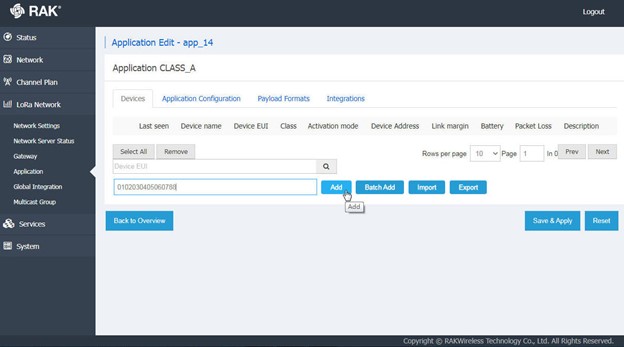 RAK®
Logout
Status
Network
Channel Plan
LoRa Network
Network Settings
Network Server Status
Gateway
Application
Global Integration
Multicast Group
Services
System
Application Edit - app_14
Application CLASS_A
Devices Application Configuration Payload Formats Integrations
Last seen Device name Device EUI Class Activation mode Device Address Link margin Battery Packet Loss Description
Select All Remove Rows per page 10 Page 1 In 0 Prev Next
Device EUI
0102030405060788 Add Batch Add Import Export
Add
Back to Overview Save & Apply Reset
Copyright © RAKWireless Technology Co., Ltd. All Rights Reserved.